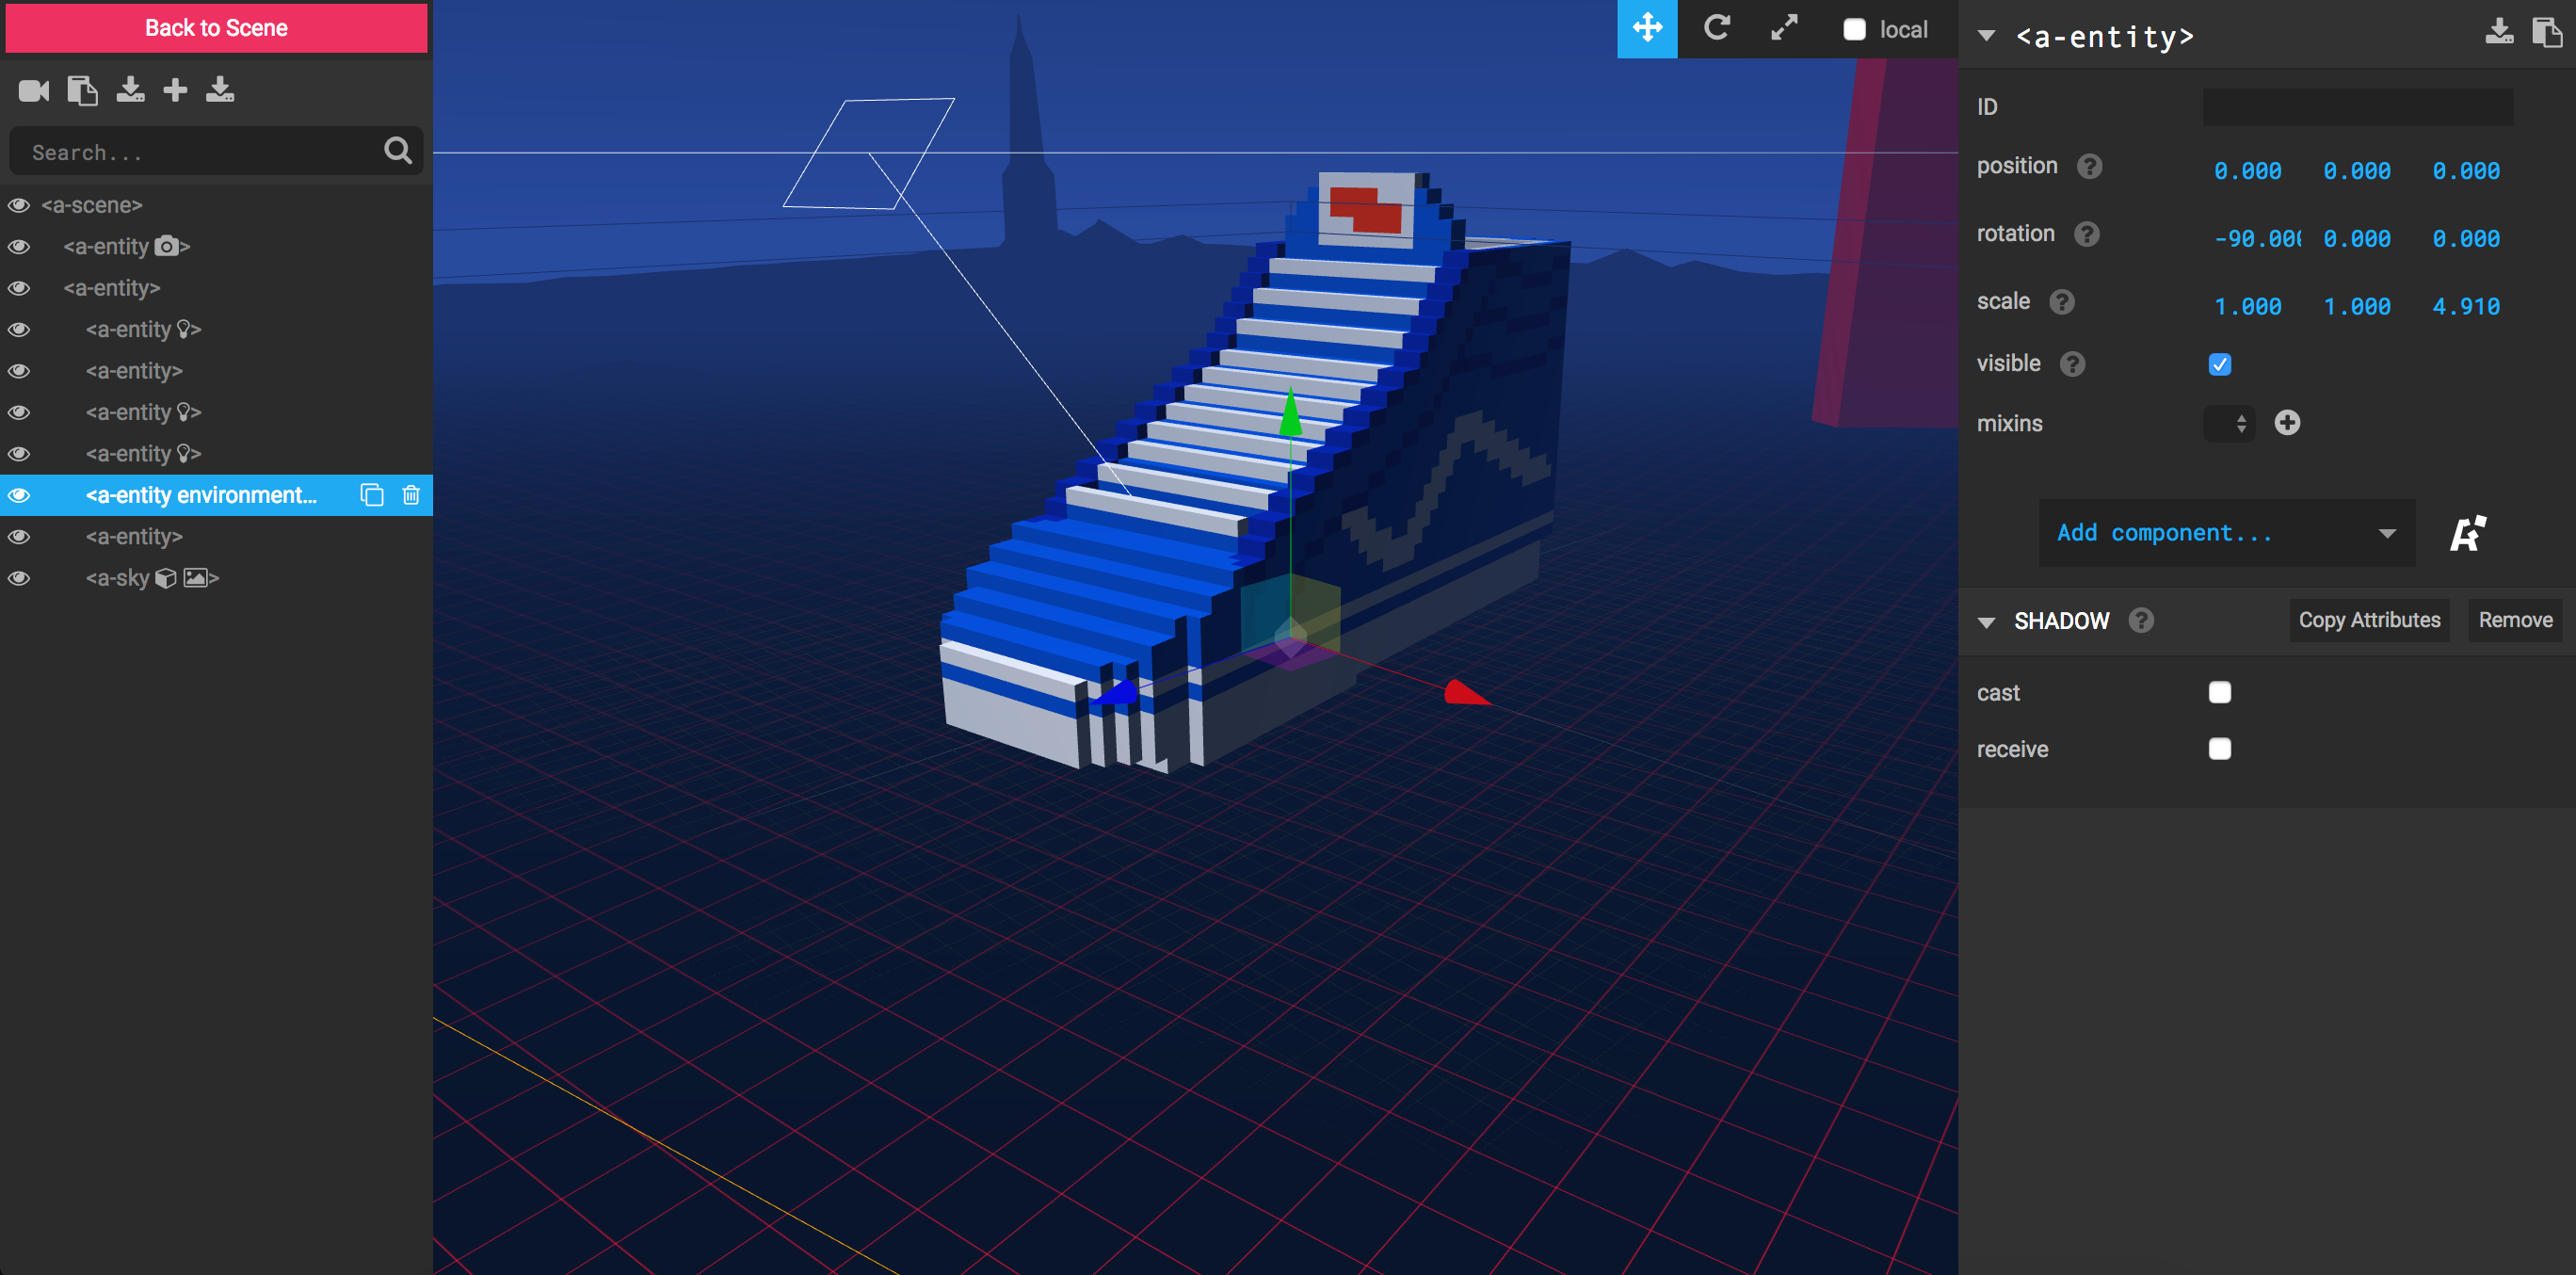 Back to Scene
Search...
<a-scene>
<a-entity >
<a-entity>
<a-entity >
<a-entity>
<a-entity >
<a-entity >
<a-entity environment...
<a-entity>
<a-sky >
local
<a-entity>
ID
position ? 0.000 0.000 0.000
rotation ? -90.000 0.000 0.000
scale ? 1.000 1.000 4.910
visible ?
mixins
Add component...
SHADOW ? Copy Attributes Remove
cast
receive